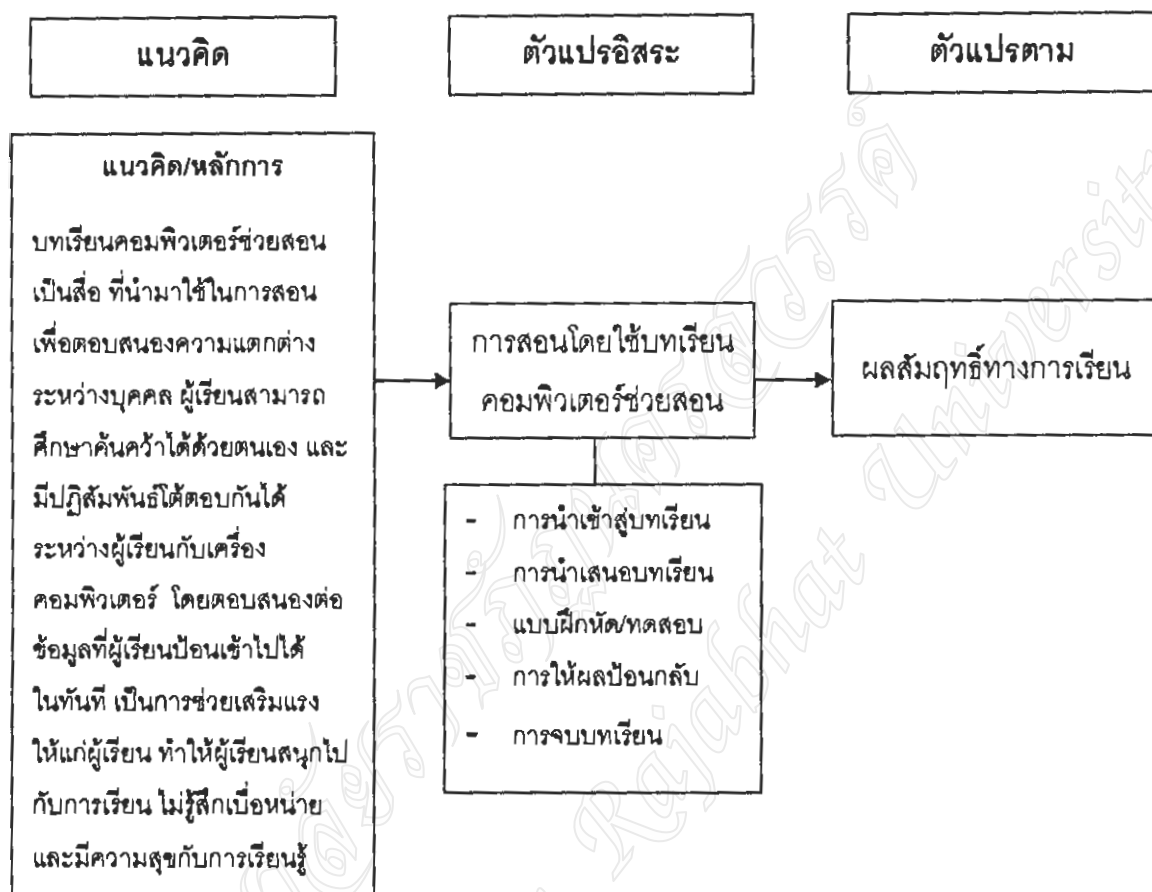 แนวคิด
ตัวแปรอิสระ
ตัวแปรตาม
แนวคิด/หลักการ
บทเรียนคอมพิวเตอร์ช่วยสอน
เป็นสื่อ ที่นำมาใช้ในการสอน
เพื่อตอบสนองความแตกต่าง
ระหว่างบุคคล ผู้เรียนสามารถ
ศึกษาค้นคว้าได้ด้วยตนเอง และ
มีปฏิสัมพันธ์โต้ตอบกันได้
ระหว่างผู้เรียนกับเครื่อง
คอมพิวเตอร์ โดยตอบสนองต่อ
ข้อมูลที่ผู้เรียนป้อนเข้าไปได้
ในทันที เป็นการช่วยเสริมแรง
ให้แก่ผู้เรียน ทำให้ผู้เรียนสนุกไป
กับการเรียน ไม่รู้สึกเบื่อหน่าย
และมีความสุขกับการเรียนรู้
การสอนโดยใช้บทเรียน
คอมพิวเตอร์ช่วยสอน
- การนำเข้าสู่บทเรียน
- การนำเสนอบทเรียน
- แบบฝึกหัด/ทดสอบ
- การให้ผลป้อนกลับ
- การจบบทเรียน
ผลสัมฤทธิ์ทางการเรียน
Rajabhat